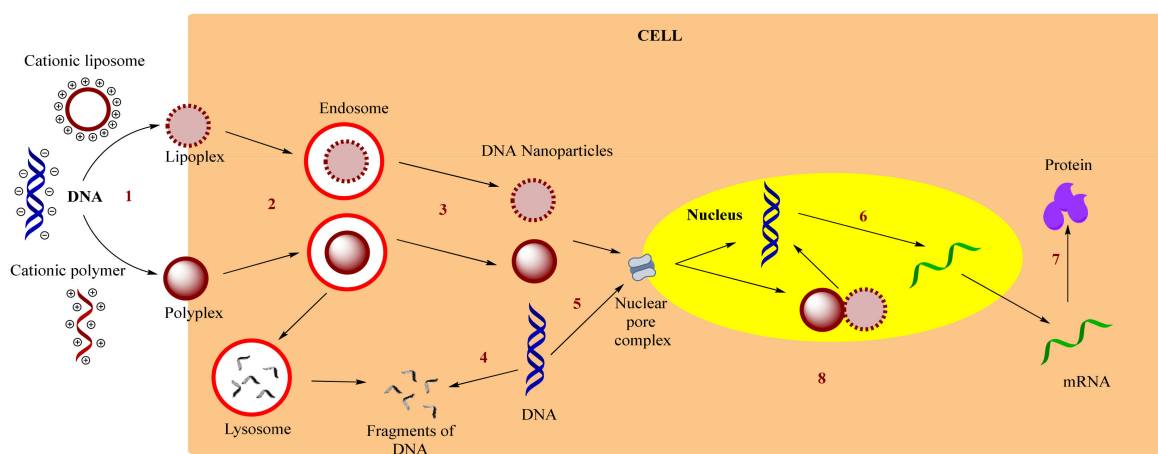 CELL
Cationic liposome
Endosome
Lipoplex
DNA Nanoparticles
Protein
DNA
1
2
3
Nucleus
6
Cationic polymer
7
Polyplex
5
Nuclear
pore
complex
4
8
mRNA
DNA
Lysosome
Fragments of
DNA